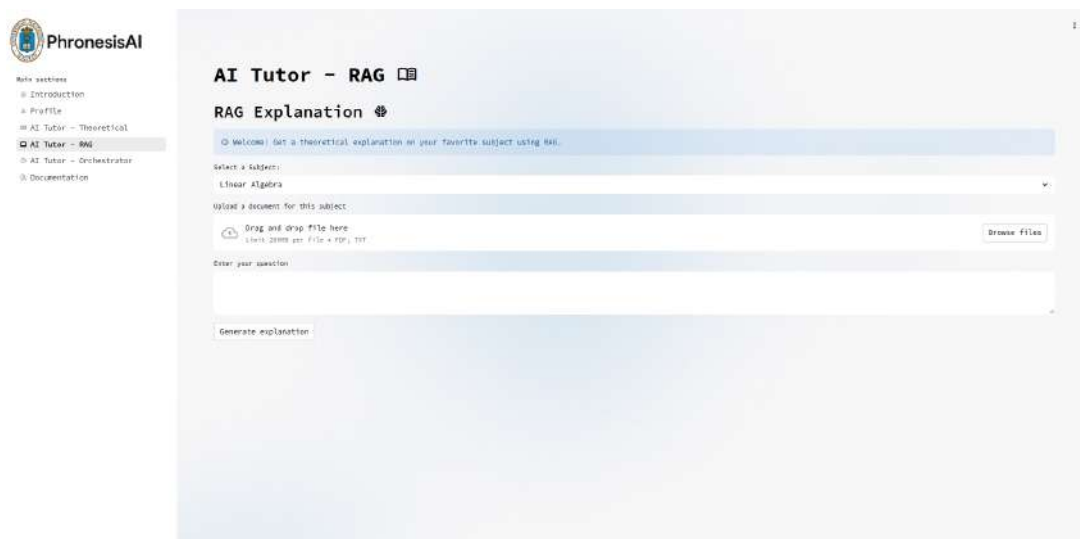 PhronesisAI
Main sections
Introduction
Profile
AI Tutor - Theoretical
AI Tutor - RAG
AI Tutor - Orchestrator
Documentation
AI Tutor - RAG
RAG Explanation
Welcome! Get a theoretical explanation on your favorite subject using RAG.
Select a Subject:
Linear Algebra
Upload a document for this subject
Drag and drop file here
Limit 200MB per file • PDF, TXT
Browse files
Enter your question
Generate explanation